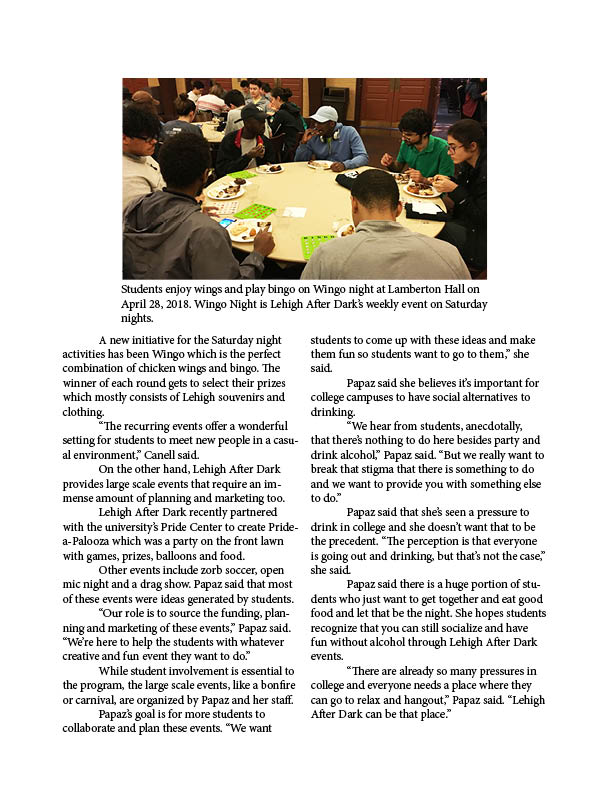 Students enjoy wings and play bingo on Wingo night at Lamberton Hall on
April 28, 2018. Wingo Night is Lehigh After Dark's weekly event on Saturday
nights.
A new initiative for the Saturday night
activities has been Wingo which is the perfect
combination of chicken wings and bingo. The
winner of each round gets to select their prizes
which mostly consists of Lehigh souvenirs and
clothing.
“The recurring events offer a wonderful
setting for students to meet new people in a casu-
al environment,” Canell said.
On the other hand, Lehigh After Dark
provides large scale events that require an im-
mense amount of planning and marketing too.
Lehigh After Dark recently partnered
with the university's Pride Center to create Pride-
a-Palooza which was a party on the front lawn
with games, prizes, balloons and food.
Other events include zorb soccer, open
mic night and a drag show. Papaz said that most
of these events were ideas generated by students.
“Our role is to source the funding, plan-
ning and marketing of these events,” Papaz said.
“We're here to help the students with whatever
creative and fun event they want to do.”
While student involvement is essential to
the program, the large scale events, like a bonfire
or carnival, are organized by Papaz and her staff.
Papaz's goal is for more students to
collaborate and plan these events. “We want
students to come up with these ideas and make
them fun so students want to go to them,” she
said.
Papaz said she believes it's important for
college campuses to have social alternatives to
drinking.
“We hear from students, anecdotally,
that there's nothing to do here besides party and
drink alcohol,” Papaz said. “But we really want to
break that stigma that there is something to do
and we want to provide you with something else
to do.”
Papaz said that she's seen a pressure to
drink in college and she doesn't want that to be
the precedent. “The perception is that everyone
is going out and drinking, but that's not the case,”
she said.
Papaz said there is a huge portion of stu-
dents who just want to get together and eat good
food and let that be the night. She hopes students
recognize that you can still socialize and have
fun without alcohol through Lehigh After Dark
events.
“There are already so many pressures in
college and everyone needs a place where they
can go to relax and hangout,” Papaz said. “Lehigh
After Dark can be that place.”